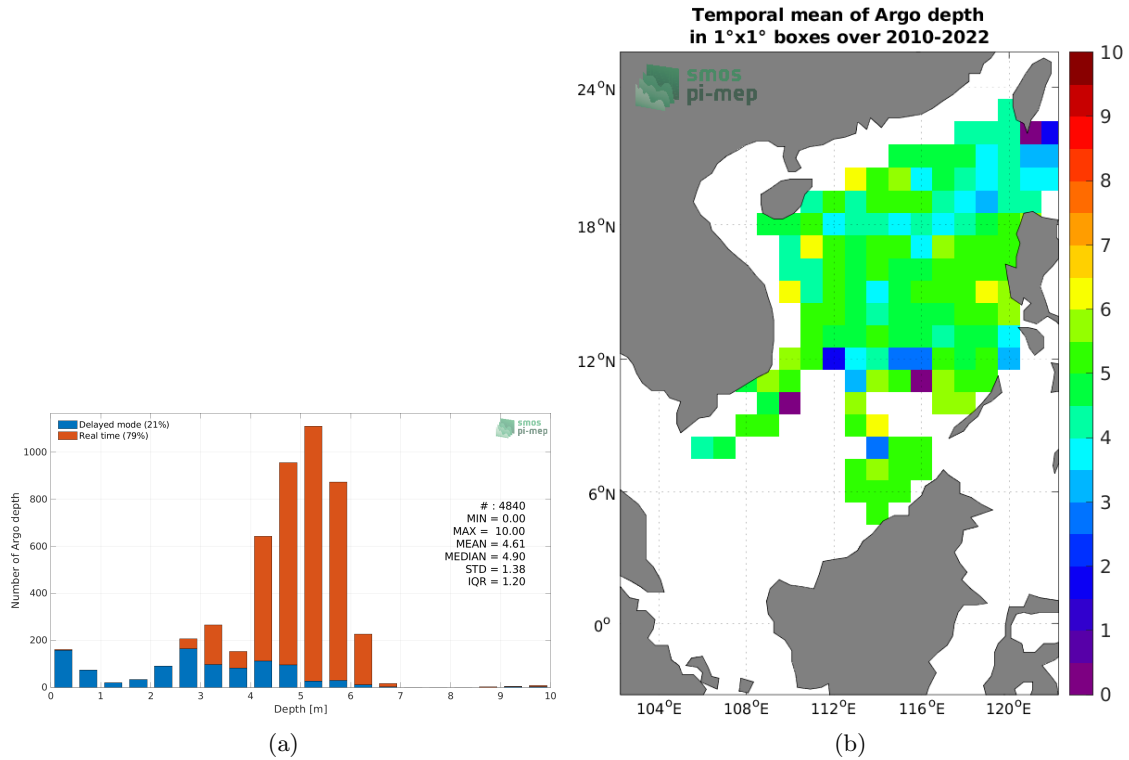 Delayed mode (21%)
Real time (79%)
smos
pi-mep
Number of Argo depth
1000
800
600
400
200
0
# : 4840
MIN = 0.00
MAX = 10.00
MEAN = 4.61
MEDIAN = 4.90
STD = 1.38
IQR = 1.20
0 1 2 3 4 5 6 7 8 9 10
Depth [m]
(a)
Temporal mean of Argo depth
in 1°x1° boxes over 2010-2022
smos
pi-mep
24°N
18°N
12°N
6°N
0°
104°E 108°E 112°E 116°E 120°E
10
9
8
7
6
5
4
3
2
1
0
(b)